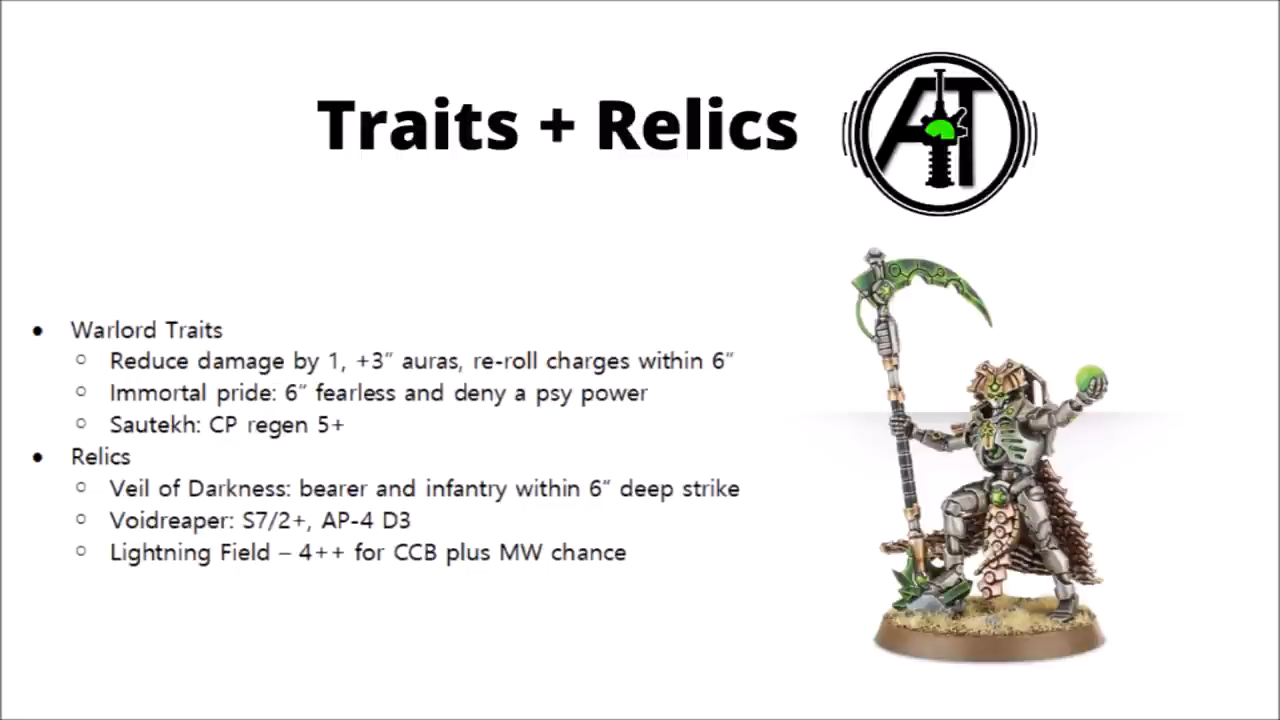 Traits + Relics
AT
• Warlord Traits
○ Reduce damage by 1, +3” auras, re-roll charges within 6”
○ Immortal pride: 6” fearless and deny a psy power
○ Sautekh: CP regen 5+
• Relics
○ Veil of Darkness: bearer and infantry within 6” deep strike
○ Voidreaper: S7/2+, AP-4 D3
○ Lightning Field – 4++ for CCB plus MW chance